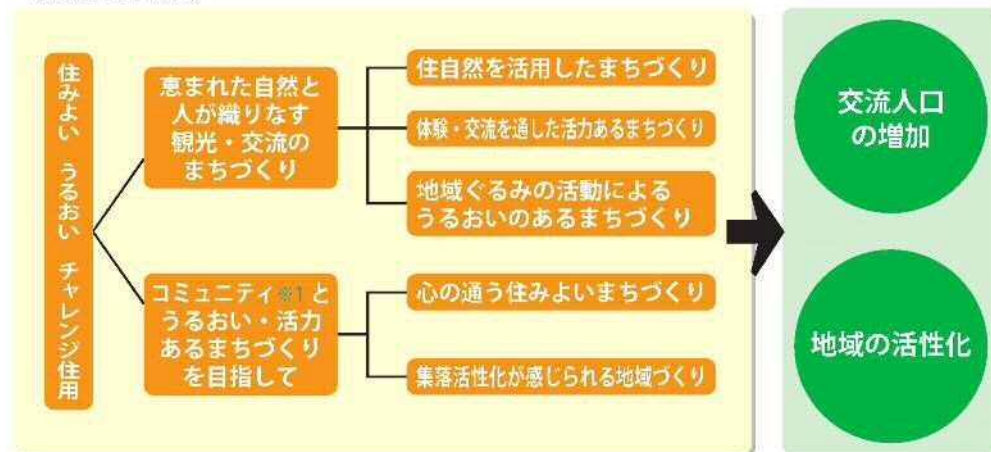 住みよい うるおい チャレンジ住用
恵まれた自然と
人が織りなす
観光・交流の
まちづくり
住自然を活用したまちづくり
体験・交流を通した活力あるまちづくり
地域ぐるみの活動による
うるおいのあるまちづくり
コミュニティ※1と
うるおい・活力
あるまちづくり
を目指して
心の通う住みよいまちづくり
集落活性化が感じられる地域づくり
交流人口
の増加
地域の活性化